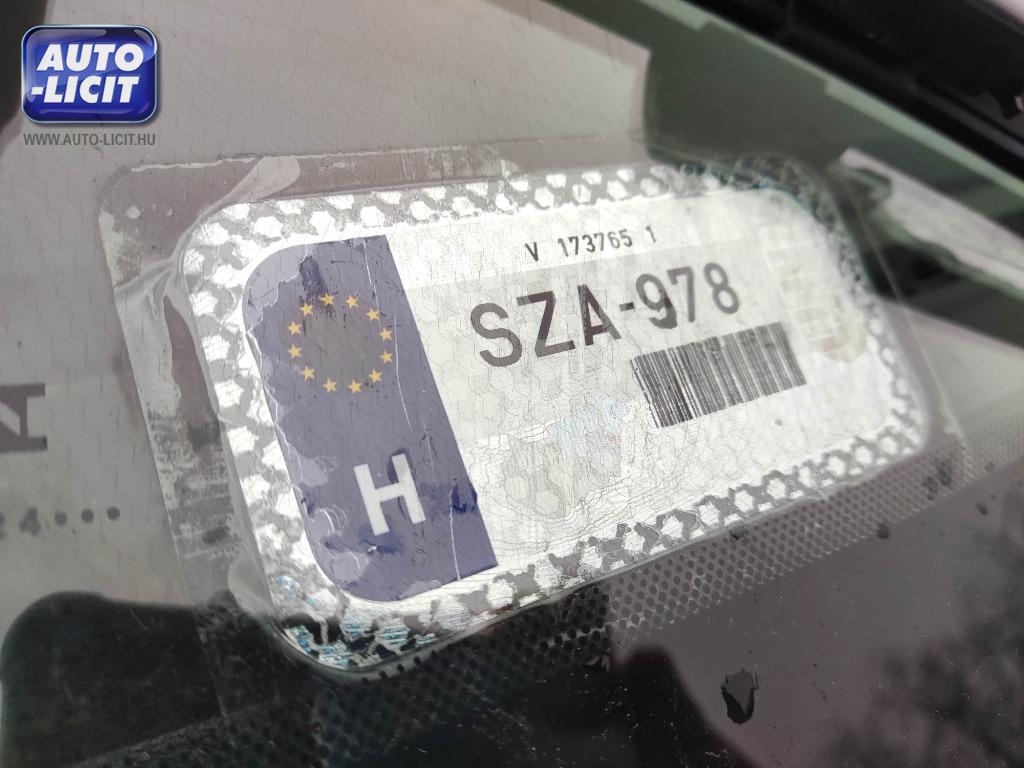 AUTO
-LICIT
WWW.AUTO-LICIT.HU
V 173765 1
SZA-978
H